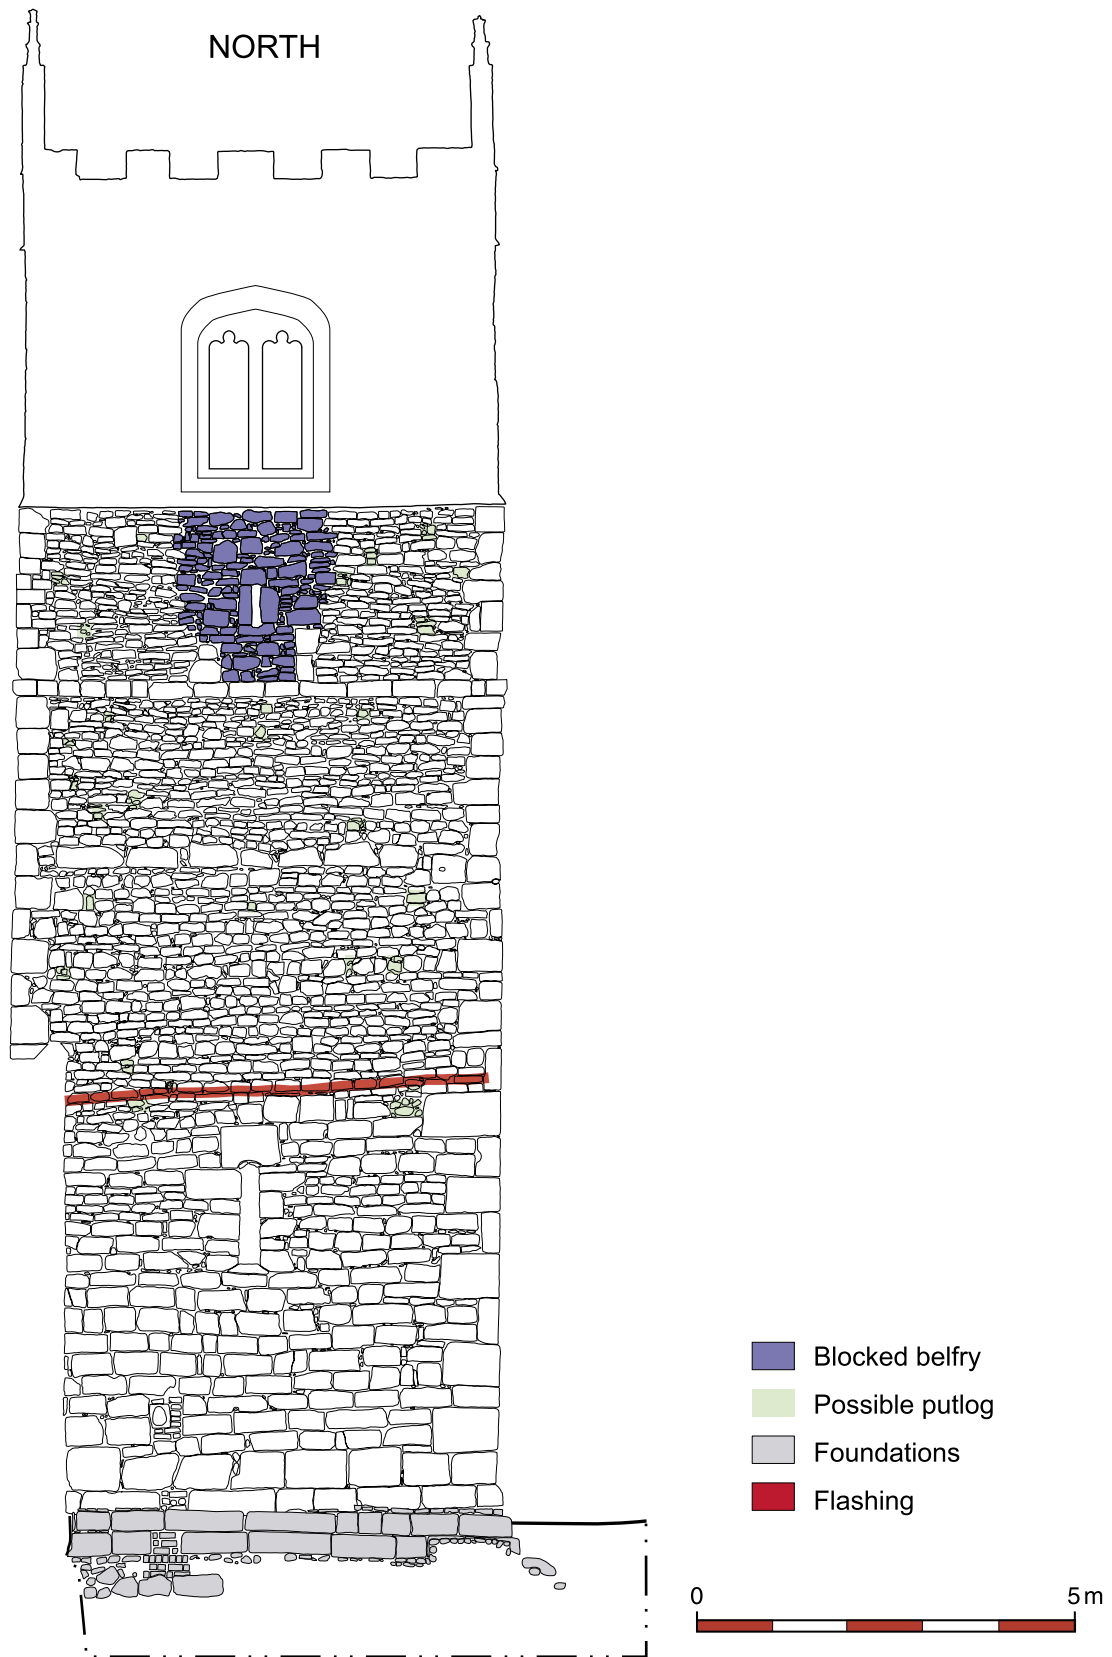 NORTH
Blocked belfry
Possible putlog
Foundations
Flashing
0 5 m